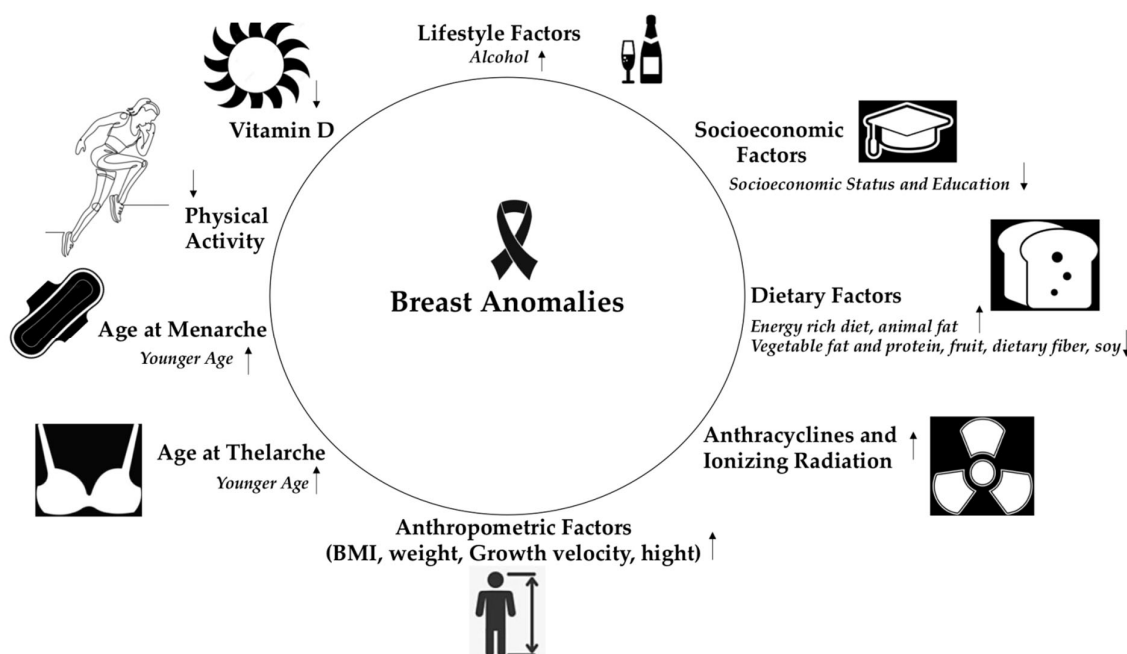 Lifestyle Factors
Alcohol ↑
Vitamin D ↓
Socioeconomic
Factors
Socioeconomic Status and Education ↓
↓ Physical
Activity
Breast Anomalies
Dietary Factors
Energy rich diet, animal fat ↑
Vegetable fat and protein, fruit, dietary fiber, soy ↓
Age at Menarche
Younger Age ↑
Age at Thelarche
Younger Age ↑
Anthracyclines and
Ionizing Radiation ↑
Anthropometric Factors
(BMI, weight, Growth velocity, hight) ↑